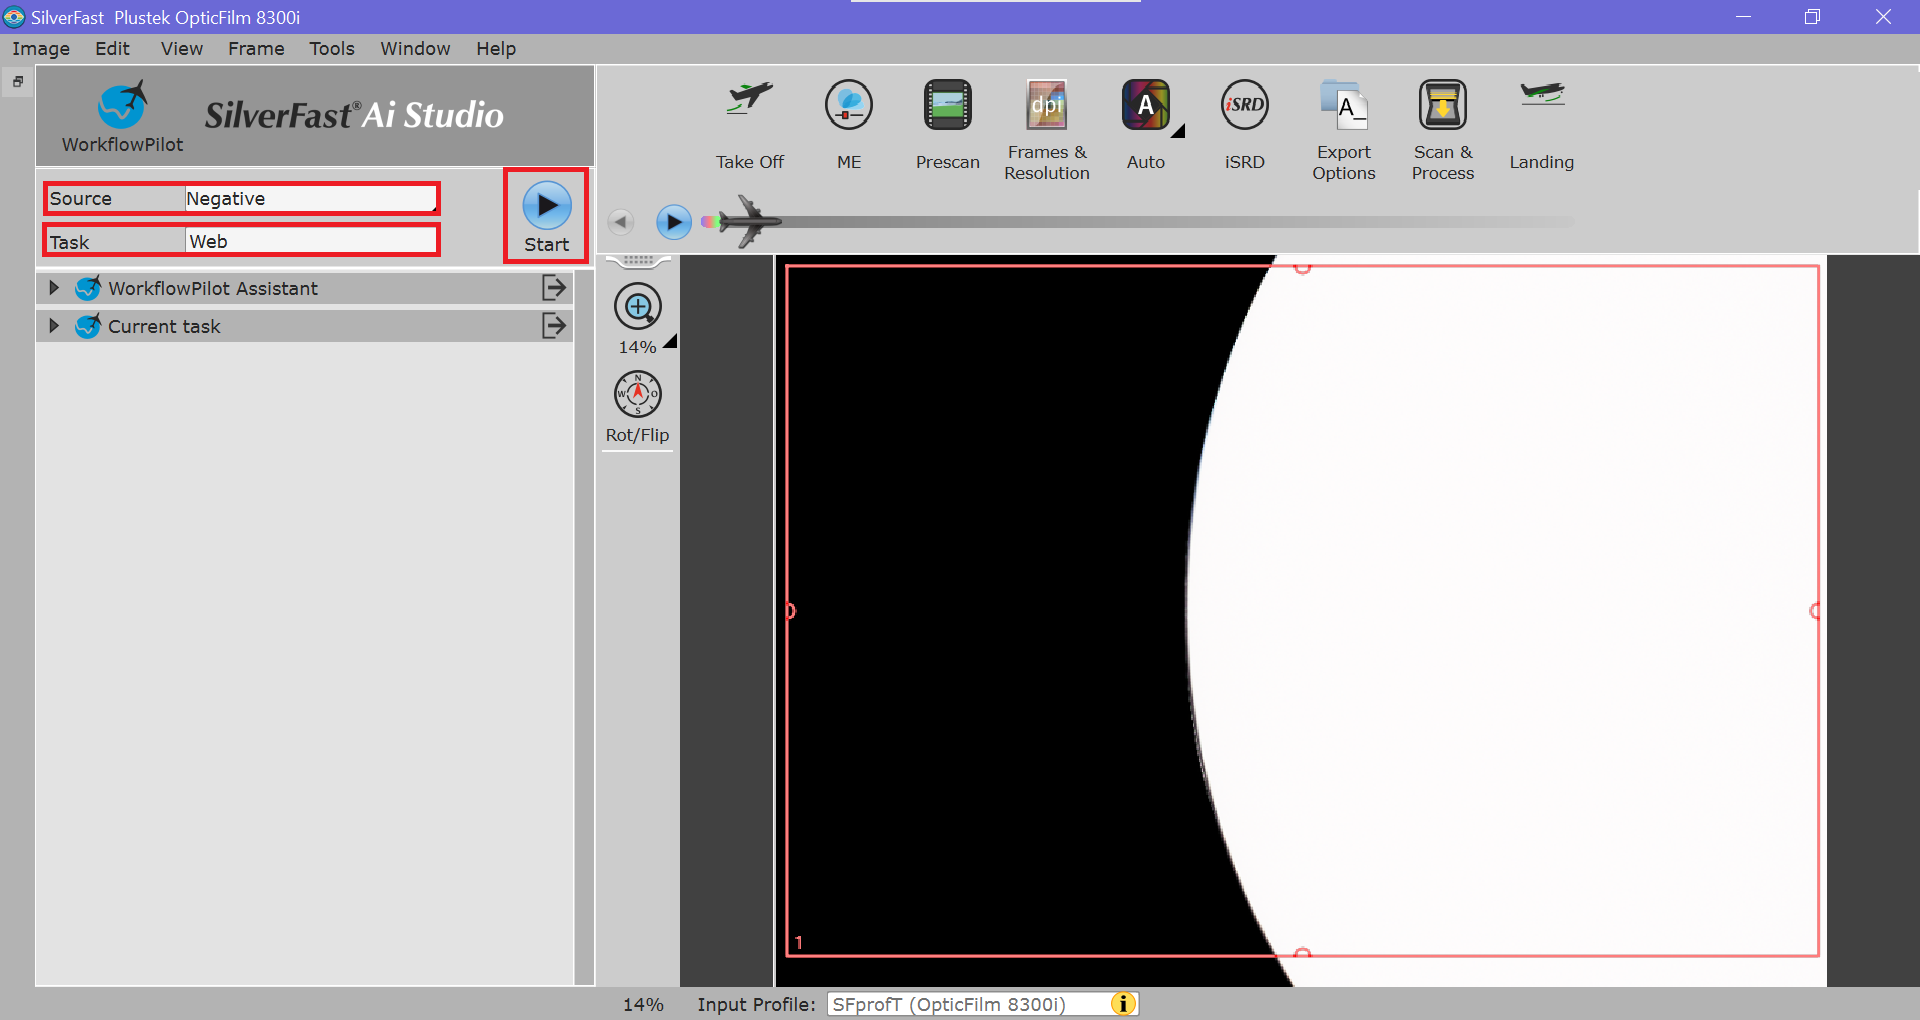 SilverFast Plustek OpticFilm 8300i
Image Edit View Frame Tools Window Help
WorkflowPilot
SilverFast® Ai Studio
Source Negative
Task Web
Start
WorkflowPilot Assistant
Current task
Take Off
ME
Prescan
dpi
Frames &
Resolution
A
Auto
iSRD
iSRD
A_
Export
Options
Scan &
Process
Landing
14%
N
W O
S
Rot/Flip
1
14% Input Profile: SFprofT (OpticFilm 8300i) i